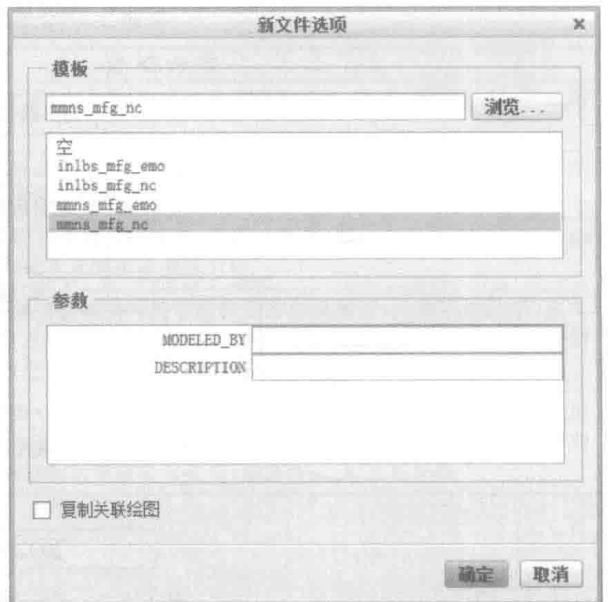 新文件选项
模板
mmns_mfg_nc
浏览...
空
inlbs_mfg_emo
inlbs_mfg_nc
mmns_mfg_emo
mmns_mfg_nc
参数
MODELED_BY
DESCRIPTION
复制关联绘图
确定
取消